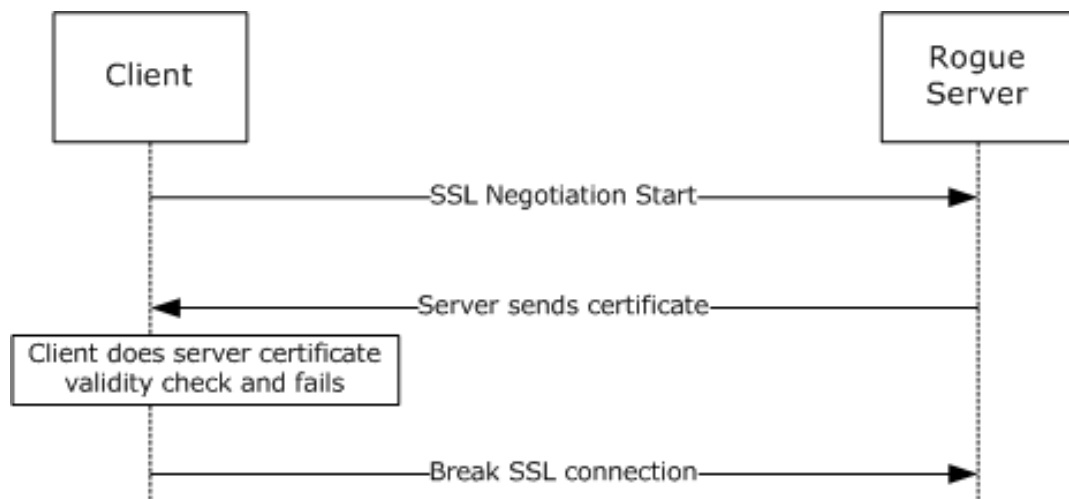 Client
Rogue
Server
SSL Negotiation Start
Server sends certificate
Client does server certificate
validity check and fails
Break SSL connection